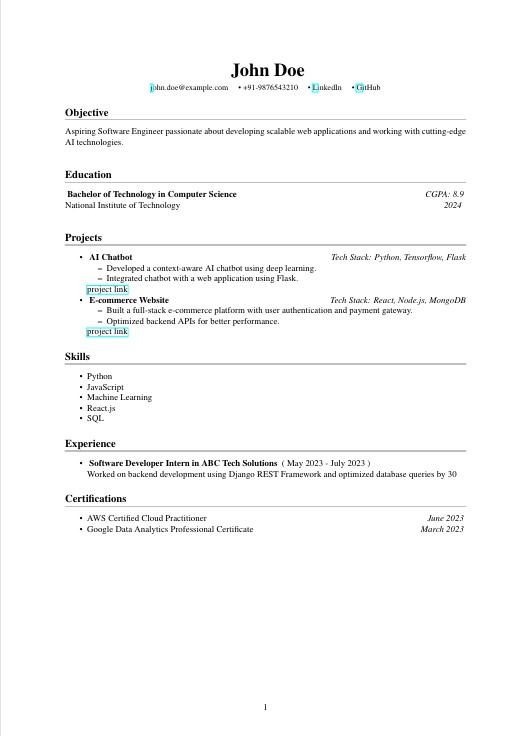 John Doe
john.doe@example.com • +91-9876543210 • LinkedIn • GitHub
Objective
Aspiring Software Engineer passionate about developing scalable web applications and working with cutting-edge
AI technologies.
Education
Bachelor of Technology in Computer Science CGPA: 8.9
National Institute of Technology 2024
Projects
• AI Chatbot Tech Stack: Python, Tensorflow, Flask
– Developed a context-aware AI chatbot using deep learning.
– Integrated chatbot with a web application using Flask.
project link
• E-commerce Website Tech Stack: React, Node.js, MongoDB
– Built a full-stack e-commerce platform with user authentication and payment gateway.
– Optimized backend APIs for better performance.
project link
Skills
• Python
• JavaScript
• Machine Learning
• React.js
• SQL
Experience
• Software Developer Intern in ABC Tech Solutions ( May 2023 - July 2023 )
Worked on backend development using Django REST Framework and optimized database queries by 30
Certifications
• AWS Certified Cloud Practitioner June 2023
• Google Data Analytics Professional Certificate March 2023
1